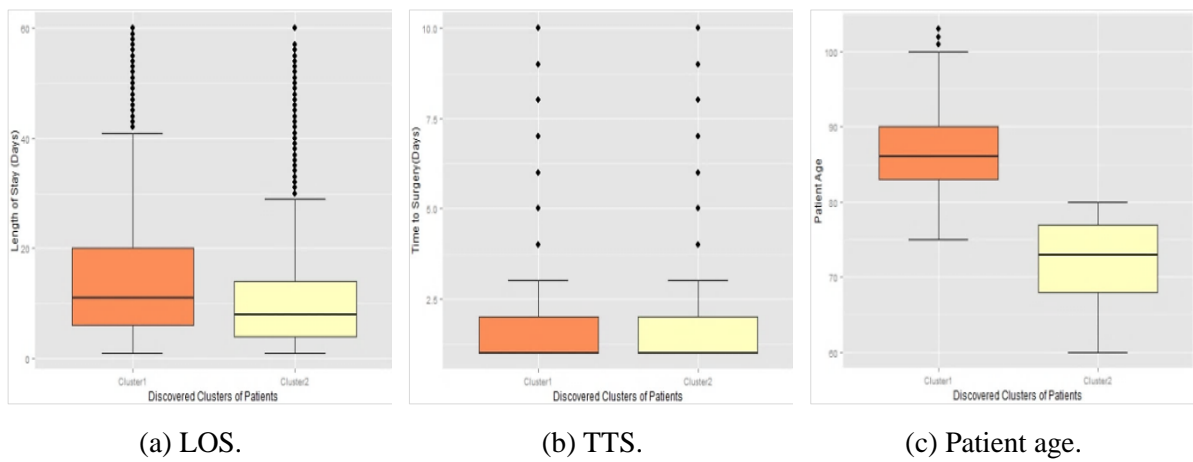 Length of Stay (Days)
60
40
20
0
Cluster1 Cluster2
Discovered Clusters of Patients
(a) LOS.
Time to Surgery(Days)
10.0
7.5
5.0
2.5
Cluster1 Cluster2
Discovered Clusters of Patients
(b) TTS.
Patient Age
100
90
80
70
60
Cluster1 Cluster2
Discovered Clusters of Patients
(c) Patient age.